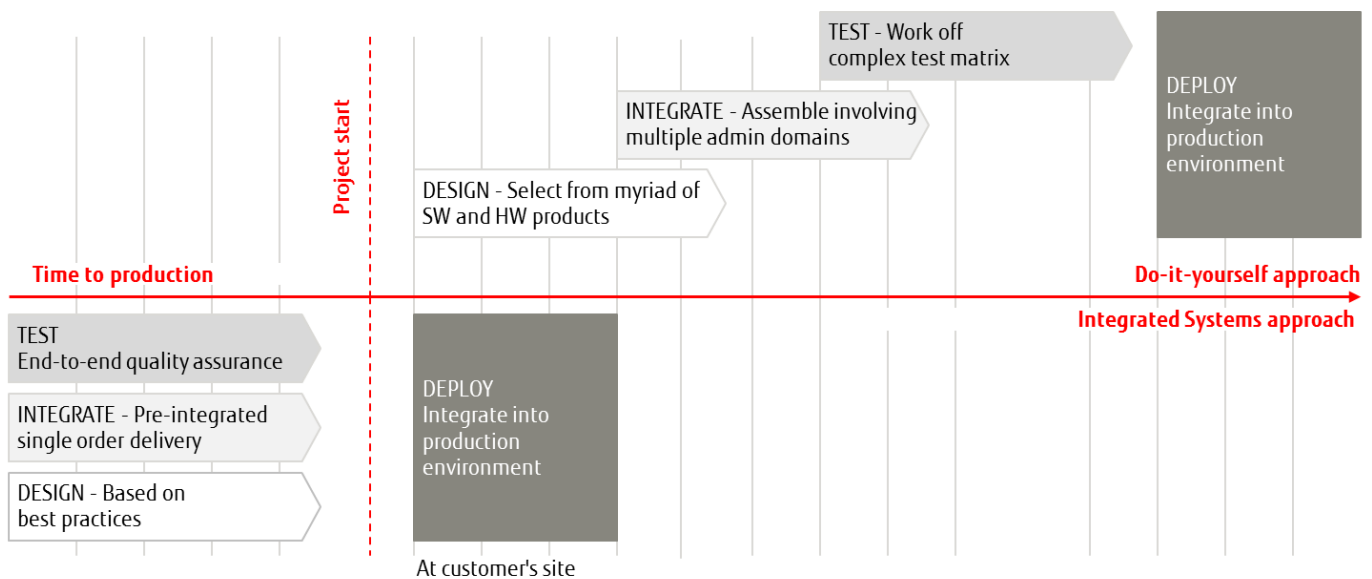 TEST - Work off
complex test matrix
DEPLOY
Integrate into
production
environment
INTEGRATE - Assemble involving
multiple admin domains
Project start
DESIGN - Select from myriad of
SW and HW products
Time to production
Do-it-yourself approach
Integrated Systems approach
TEST
End-to-end quality assurance
INTEGRATE - Pre-integrated
single order delivery
DESIGN - Based on
best practices
DEPLOY
Integrate into
production
environment
At customer's site